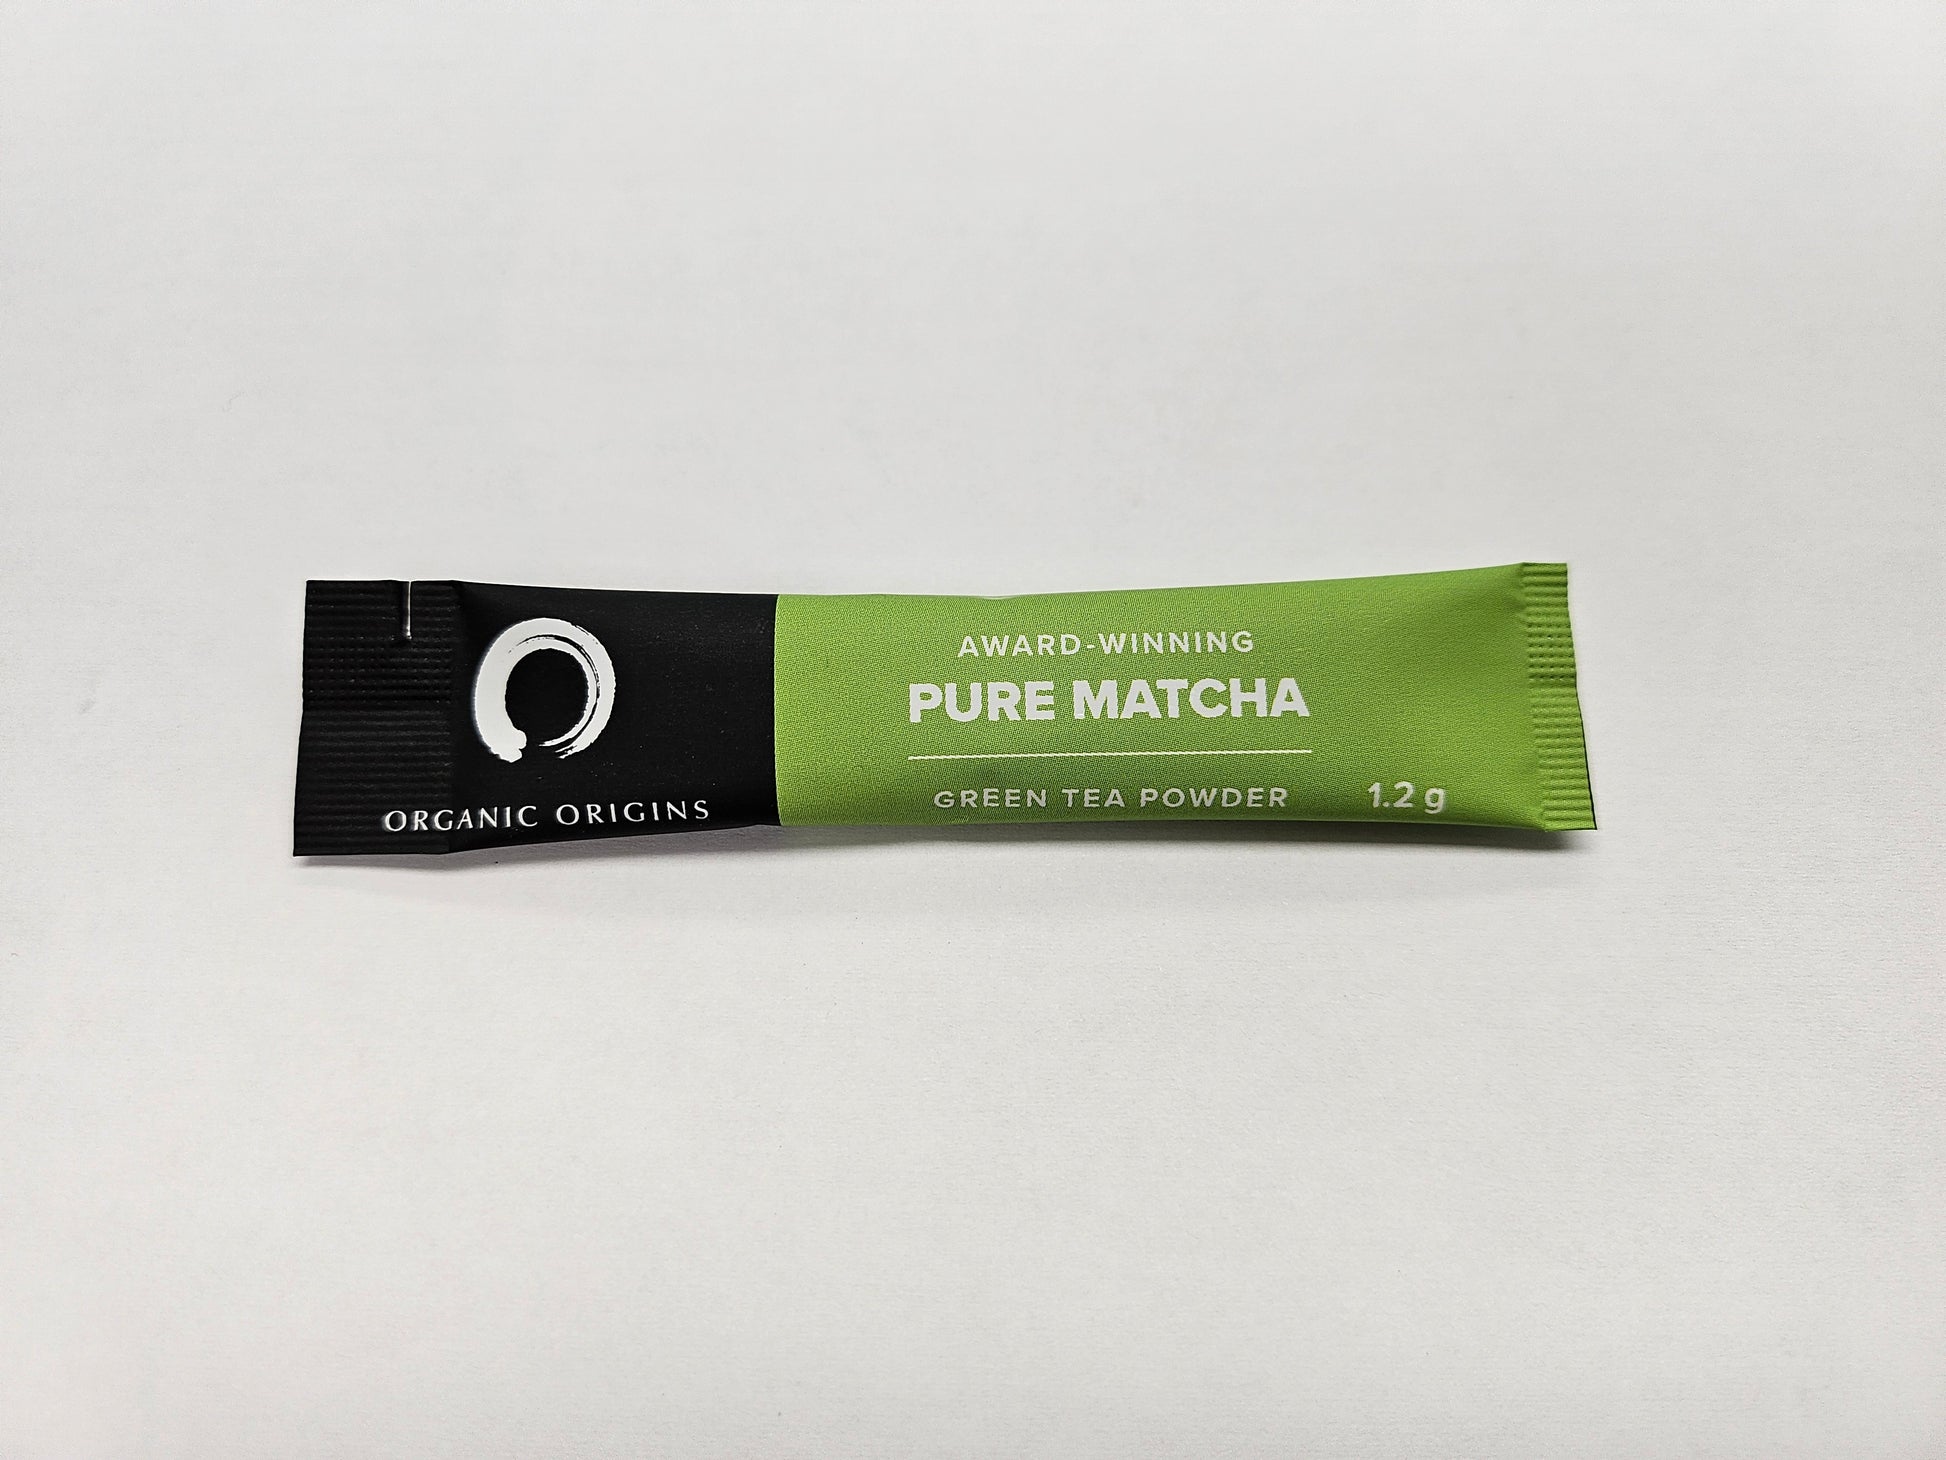 ORGANIC ORIGINS
AWARD-WINNING
PURE MATCHA
GREEN TEA POWDER
1.2 g